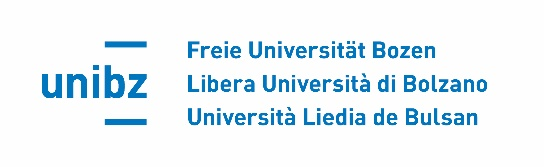 unibz
Freie Universität Bozen
Libera Università di Bolzano
Università Liedia de Bulsan